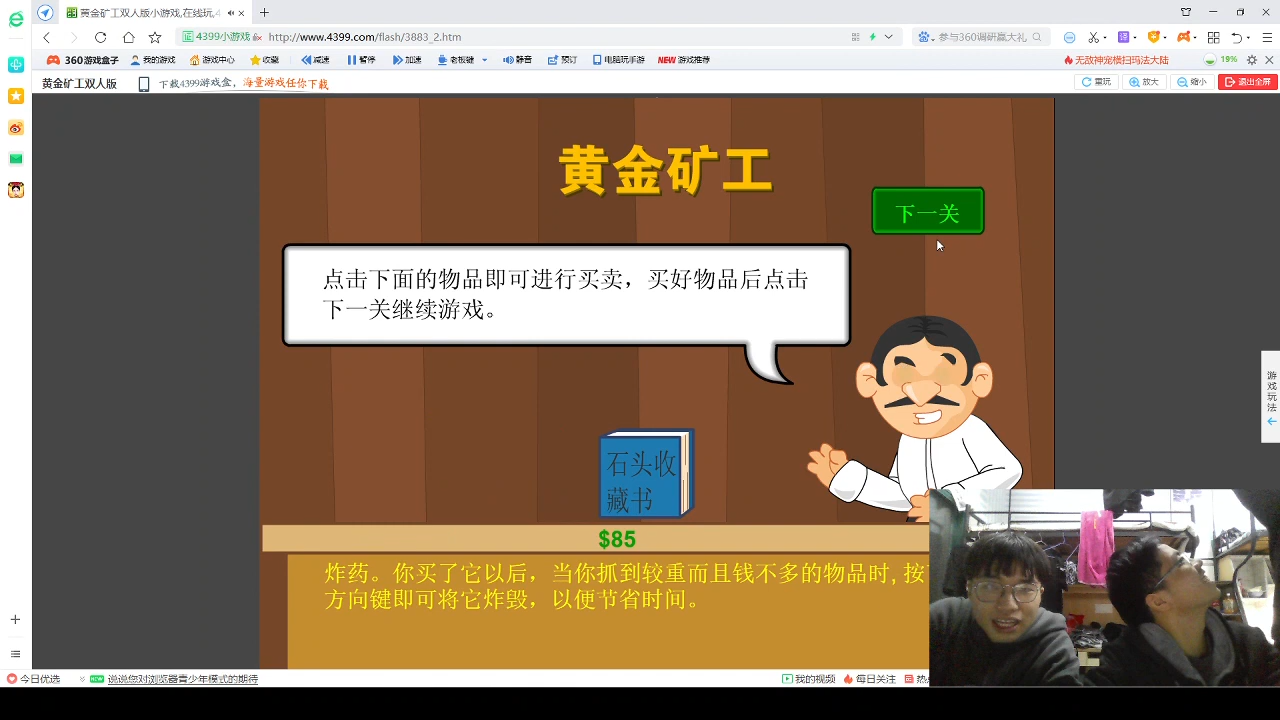 黄金矿工双人版小游戏,在线玩,4
4399小游戏
http://www.4399.com/flash/3883_2.htm
参与360调研赢大礼
360游戏盒子
我的游戏
游戏中心
收藏
减速
暂停
加速
老板键
静音
预订
电脑玩手游
NEW 游戏推荐
无敌神宠横扫玛法大陆
19%
黄金矿工双人版
下载4399游戏盒，海量游戏任你下载
重玩
放大
缩小
退出全屏
黄金矿工
下一关
点击下面的物品即可进行买卖，买好物品后点击
下一关继续游戏。
游戏玩法
石头收
藏书
$85
炸药。你买了它以后，当你抓到较重而且钱不多的物品时,按
方向键即可将它炸毁，以便节省时间。
今日优选
说说您对浏览器青少年模式的期待
我的视频
每日关注